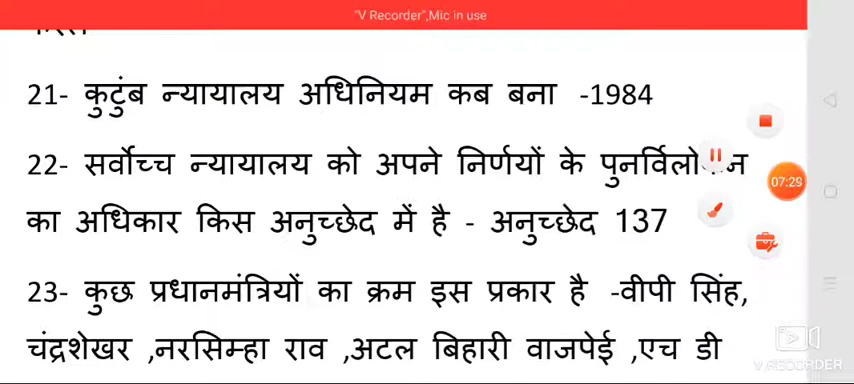 "V Recorder",Mic in use
21- कुटुंब न्यायालय अधिनियम कब बना -1984
22- सर्वोच्च न्यायालय को अपने निर्णयों के
07:29
का अधिकार किस अनुच्छेद में है - अनुच्छेद 137
23- कुछ प्रधानमंत्रियों का क्रम इस प्रकार है -वीपी सिंह,
चंद्रशेखर ,नरसिम्हा राव ,अटल बिहारी वाजपेई ,एच डी
V RECORDER